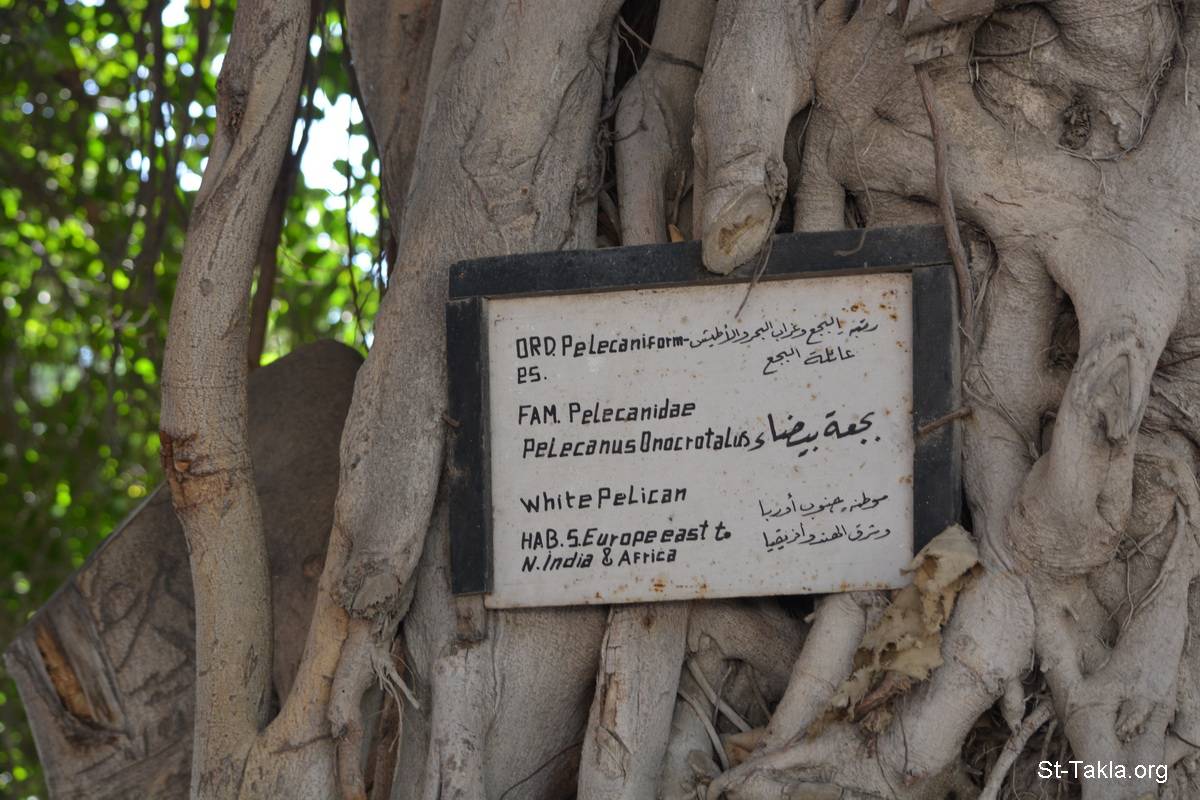 ORD. Pelecaniform- رتبة البجع وغراب البحر والأطيش
es. عائلة البجع
FAM. Pelecanidae
Pelecanus Onocrotalus بجعة بيضاء
White Pelican موطنه جنوب أوربا
HAB. S. Europe east to وشرق الهند وأفريقيا
N. India & Africa
St-Takla.org